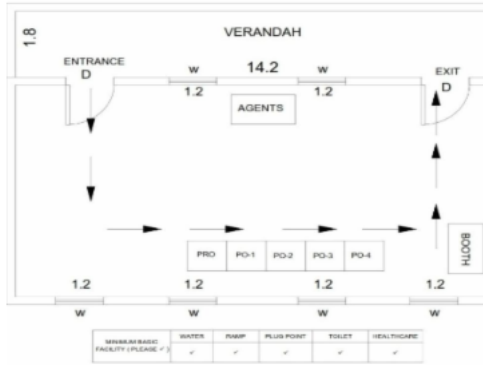 VERANDAH
1.8
ENTRANCE
D
W
14.2
W
EXIT
D
1.2
1.2
AGENTS
BOOTH
PRO PO-1 PO-2 PO-3 PO-4
1.2 1.2 1.2 1.2
W W W W
MINIMUM BASIC FACILITY ( PLEASE ✓ ) WATER RAMP PLUG POINT TOILET HEALTHCARE
✓ ✓ ✓ ✓ ✓